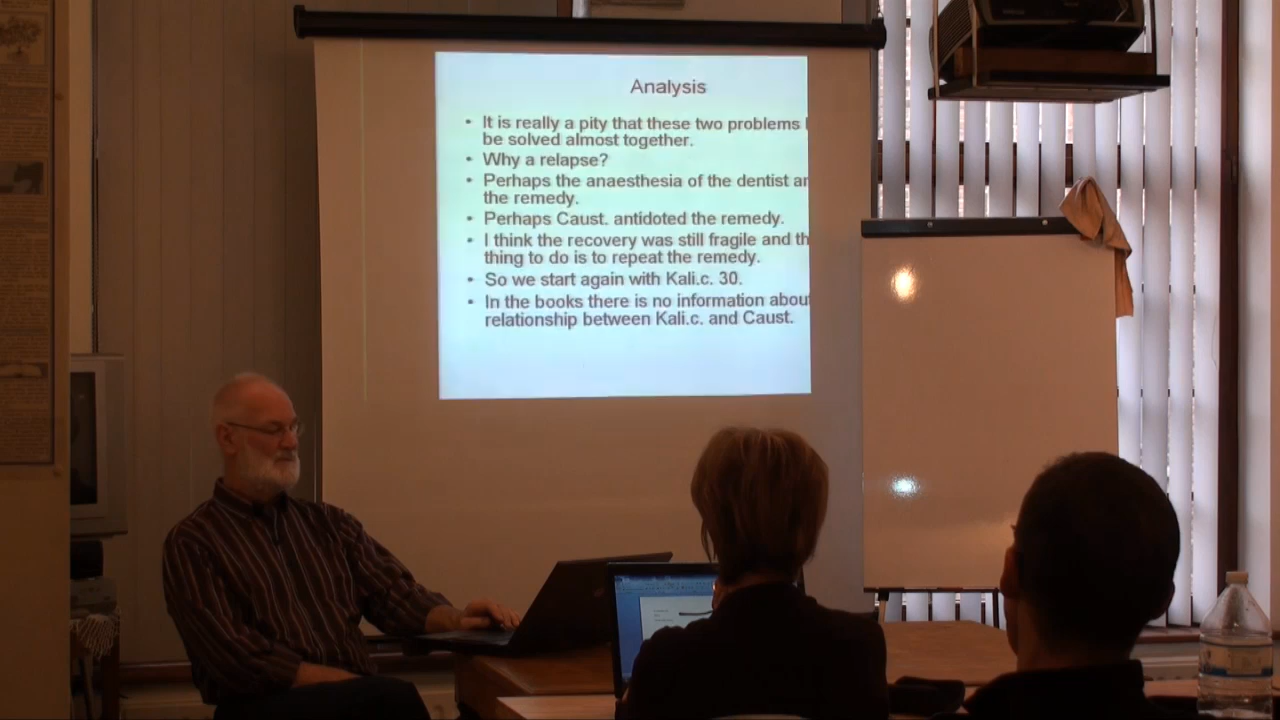 Analysis
• It is really a pity that these two problems
be solved almost together.
• Why a relapse?
• Perhaps the anaesthesia of the dentist
the remedy.
• Perhaps Caust. antidoted the remedy.
• I think the recovery was still fragile and
thing to do is to repeat the remedy.
• So we start again with Kali.c. 30.
• In the books there is no information
relationship between Kali.c. and Caust.